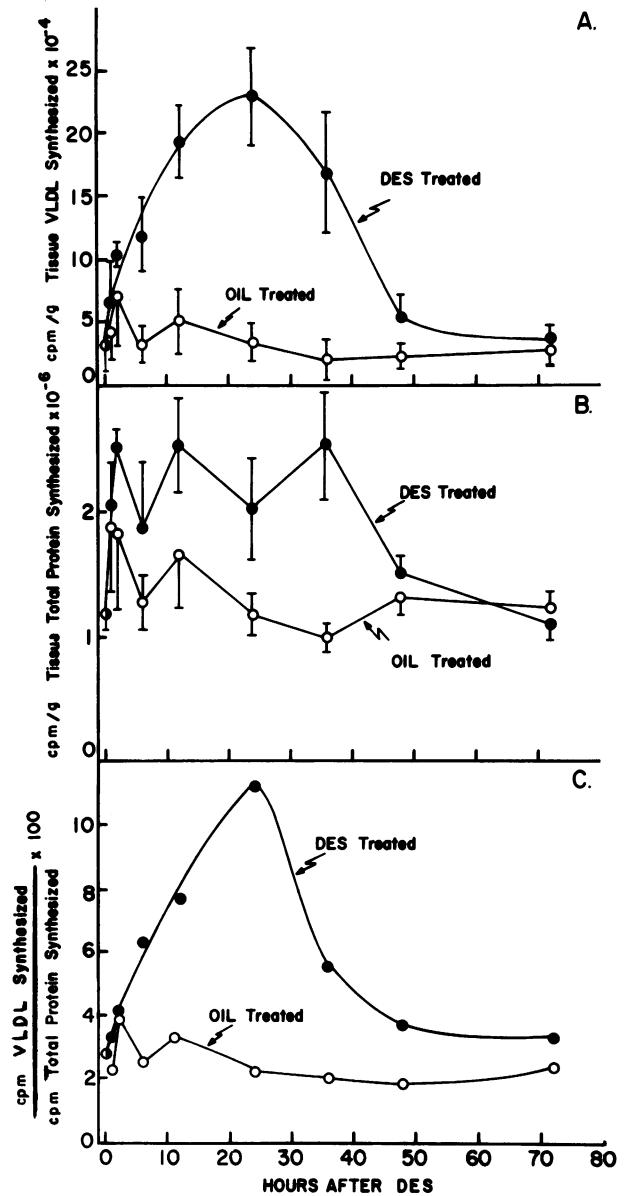 A.
cpm/g Tissue VLDL Synthesized x 10-4
25
20
15
10
5
0
DES Treated
OIL Treated
B.
cpm/g Tissue Total Protein Synthesized x10-6
2
1
0
DES Treated
OIL Treated
C.
cpm VLDL Synthesized
cpm Total Protein Synthesized
x 100
10
8
6
4
2
0
DES Treated
OIL Treated
0 10 20 30 40 50 60 70 80
HOURS AFTER DES